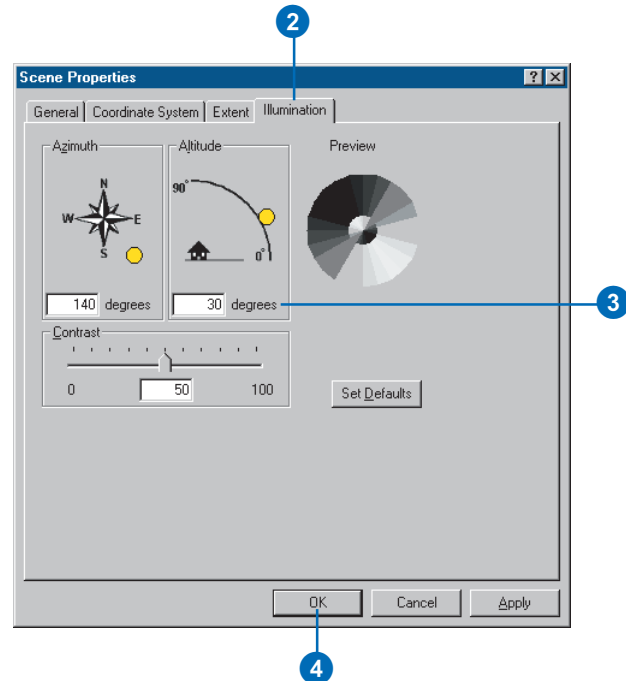 2
Scene Properties ? X
General Coordinate System Extent Illumination
Azimuth
N
W E
S
140 degrees
Altitude
90°
0°
30 degrees
3
Preview
Contrast
0 50 100
Set Defaults
OK Cancel Apply
4